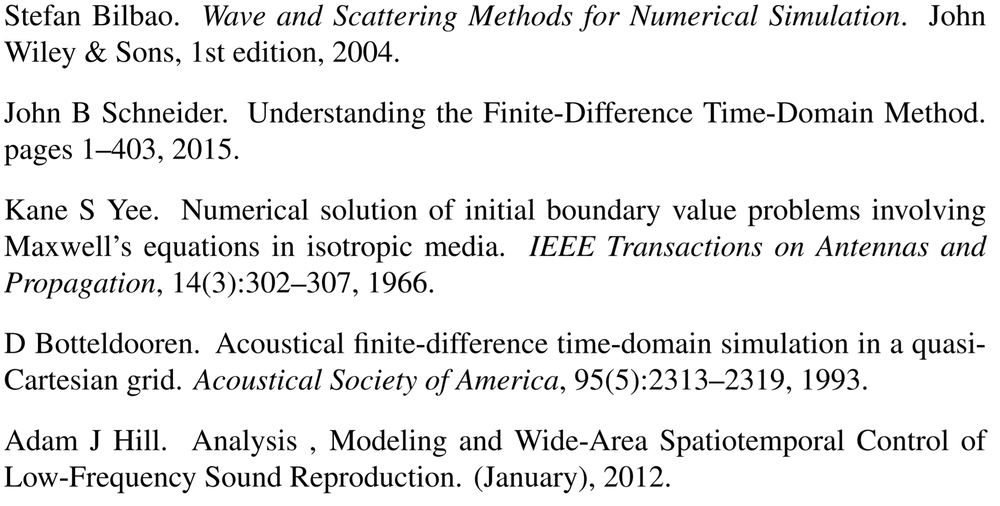 Stefan Bilbao. Wave and Scattering Methods for Numerical Simulation. John
Wiley & Sons, 1st edition, 2004.
John B Schneider. Understanding the Finite-Difference Time-Domain Method.
pages 1–403, 2015.
Kane S Yee. Numerical solution of initial boundary value problems involving
Maxwell's equations in isotropic media. IEEE Transactions on Antennas and
Propagation, 14(3):302–307, 1966.
D Botteldooren. Acoustical finite-difference time-domain simulation in a quasi-
Cartesian grid. Acoustical Society of America, 95(5):2313–2319, 1993.
Adam J Hill. Analysis , Modeling and Wide-Area Spatiotemporal Control of
Low-Frequency Sound Reproduction. (January), 2012.